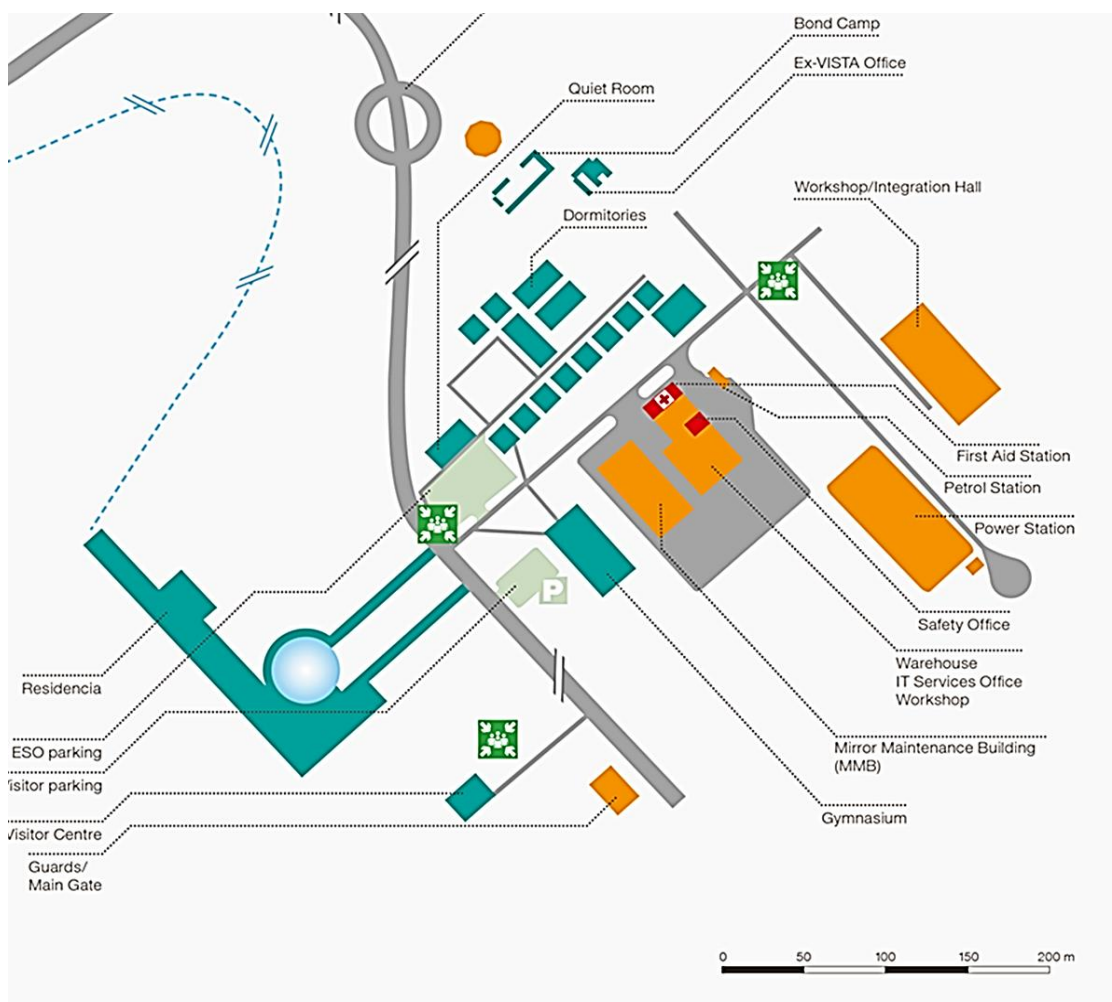 Bond Camp
Ex-VISTA Office
Quiet Room
Workshop/Integration Hall
Dormitories
First Aid Station
Petrol Station
Power Station
P
Safety Office
Warehouse
IT Services Office
Workshop
Residencia
ESO parking
Mirror Maintenance Building
(MMB)
isitor parking
Visitor Centre
Gymnasium
Guards/
Main Gate
0 50 100 150 200 m